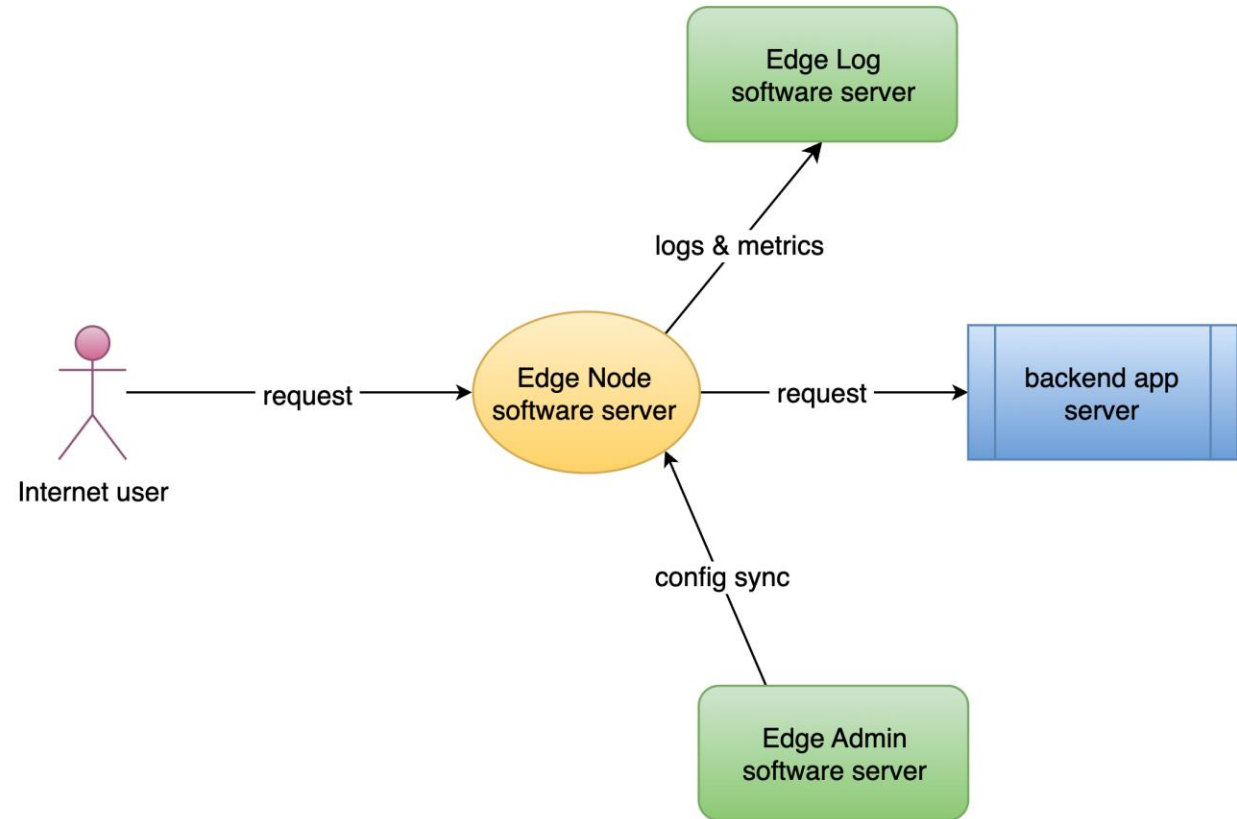 Edge Log
software server
logs & metrics
Internet user
request
Edge Node
software server
request
backend app
server
config sync
Edge Admin
software server